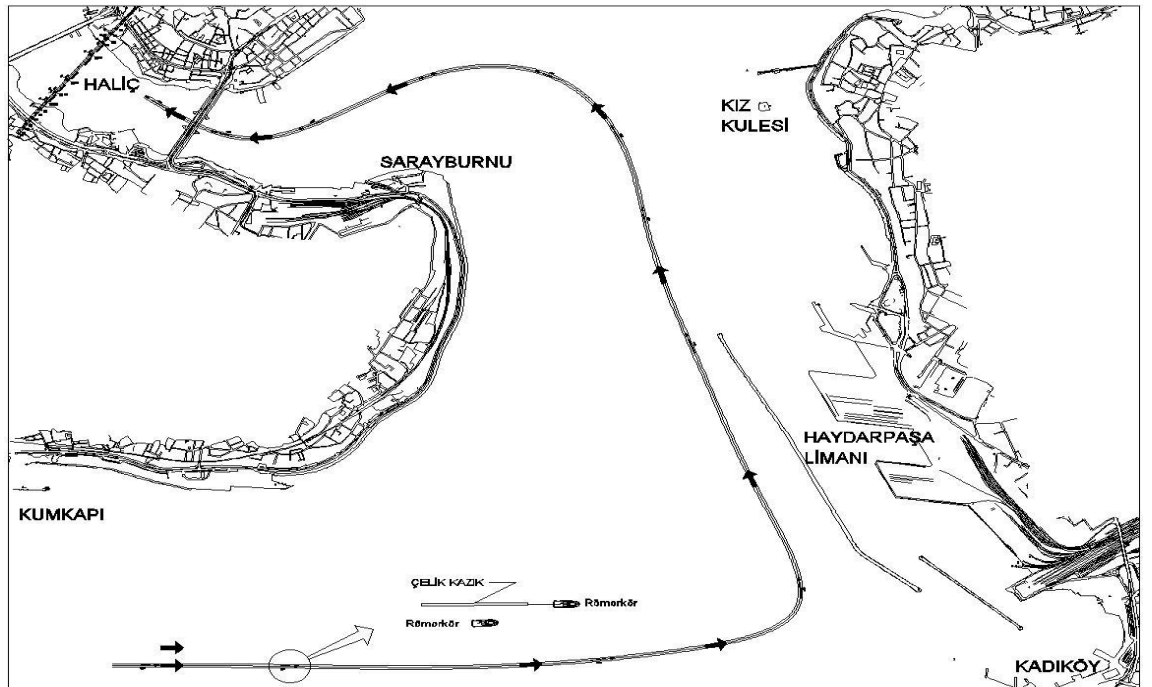 HALİÇ
KIZ
KULESİ
SARAYBURNU
HAYDARPAŞA
LİMANI
KUMKAPI
ÇELİK KAZIK
Römorkör
Römorkör
KADIKÖY